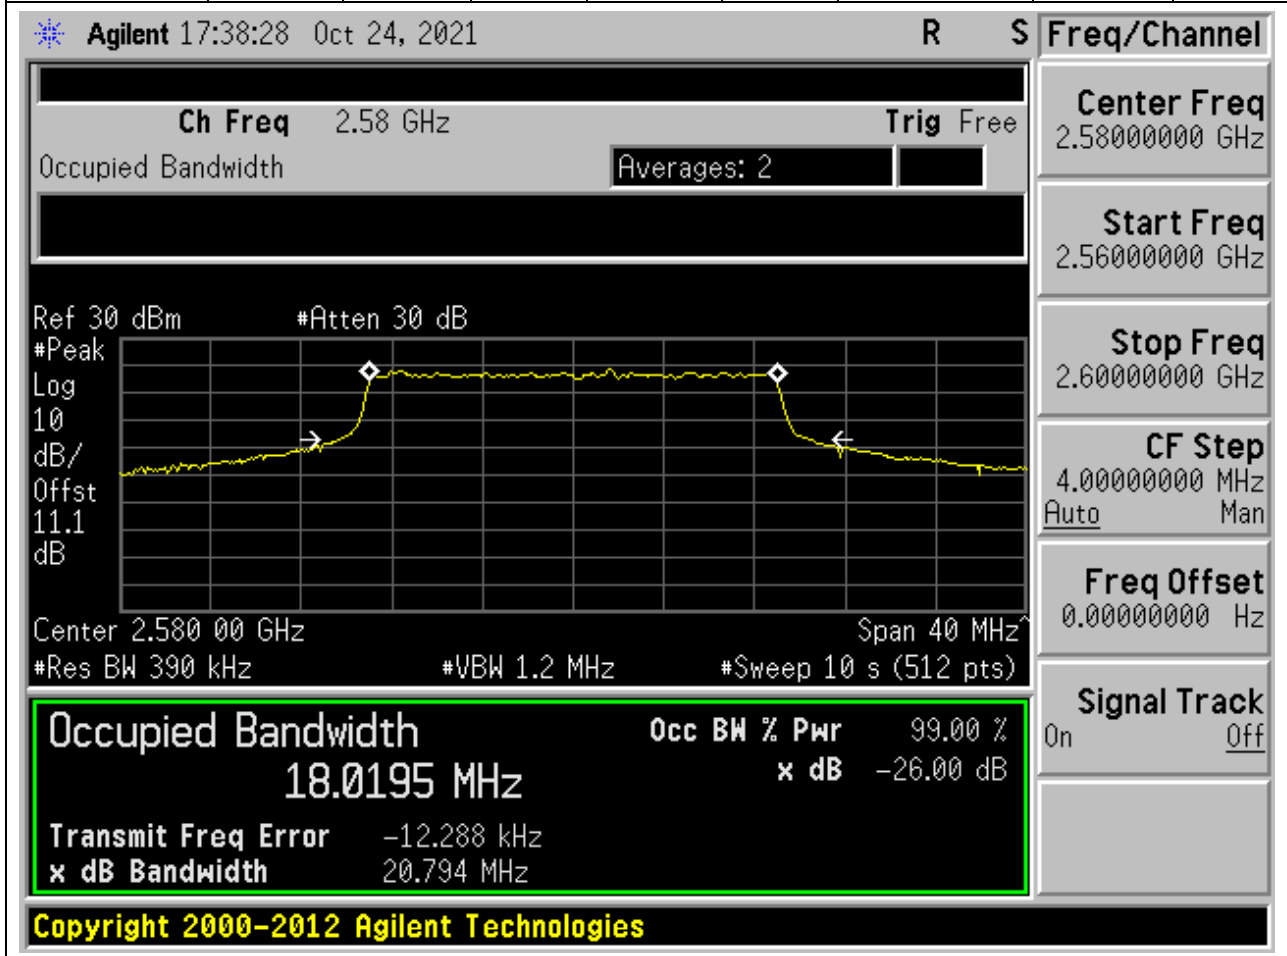 Agilent 17:38:28 Oct 24, 2021 R S
Freq/Channel
Ch Freq 2.58 GHz Trig Free
Occupied Bandwidth Averages: 2
Ref 30 dBm #Atten 30 dB
#Peak
Log
10
dB/
Offst
11.1
dB
Center 2.580 00 GHz Span 40 MHz^
#Res BW 390 kHz #VBW 1.2 MHz #Sweep 10 s (512 pts)
Occupied Bandwidth Occ BW % Pwr 99.00 %
18.0195 MHz x dB -26.00 dB
Transmit Freq Error -12.288 kHz
x dB Bandwidth 20.794 MHz
Copyright 2000-2012 Agilent Technologies
Center Freq
2.58000000 GHz
Start Freq
2.56000000 GHz
Stop Freq
2.60000000 GHz
CF Step
4.00000000 MHz
Auto Man
Freq Offset
0.00000000 Hz
Signal Track
On Off